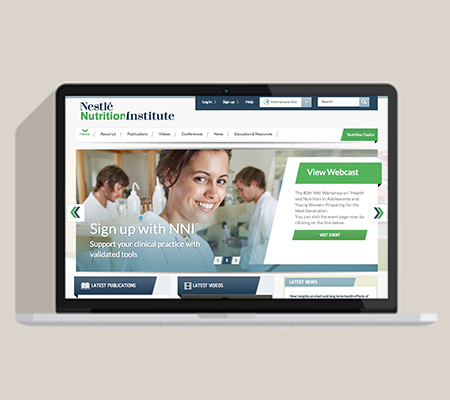 Nestlé
NutritionInstitute
Log In
Sign up
Help
International Site
Search
Home
About Us
Publications
Videos
Conferences
News
Education & Resources
Nutrition Topics
View Webcast
The 80th NNI Workshop on "Health
and Nutrition in Adolescents and
Young Women: Preparing for the
Next Generation.
You can visit the event page now, by
clicking on the link below.
VISIT EVENT
Sign up with NNI
Support your clinical practice with
validated tools
1 2 3
LATEST PUBLICATIONS
LATEST VIDEOS
LATEST NEWS
New insights on short and long term health effects of